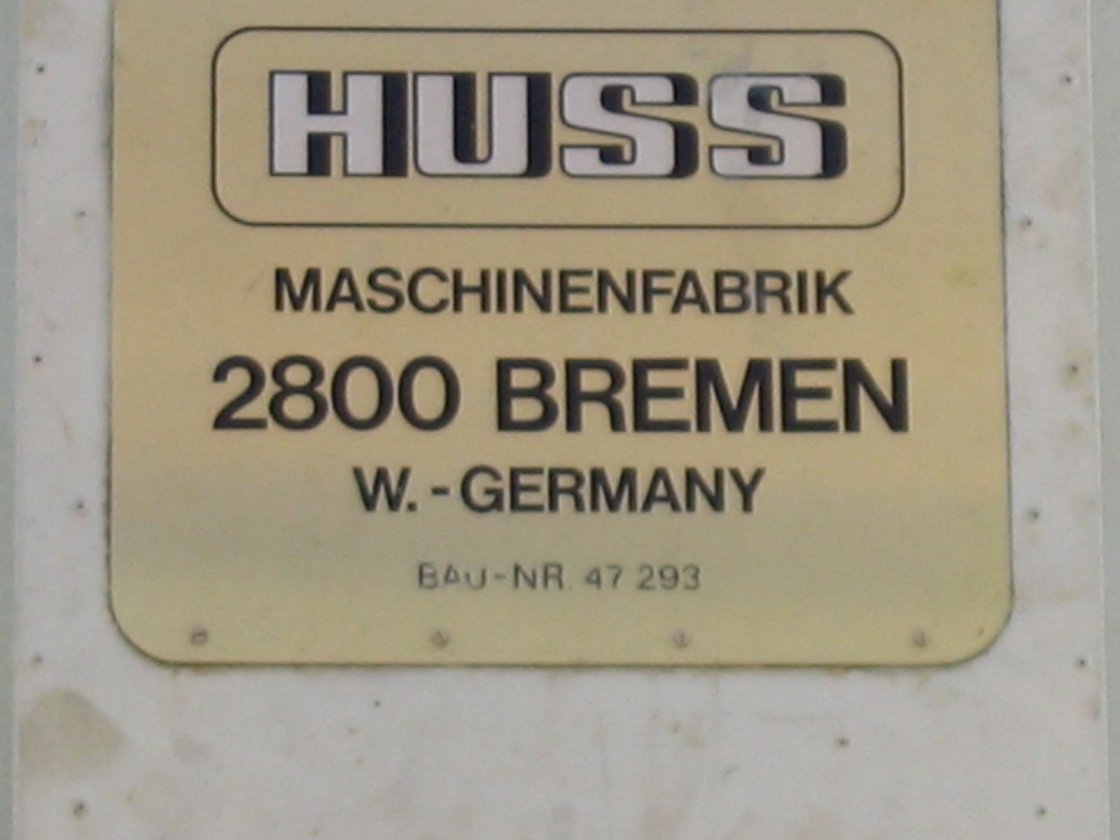 HUSS
MASCHINENFABRIK
2800 BREMEN
W.-GERMANY
BAU-NR. 47 293